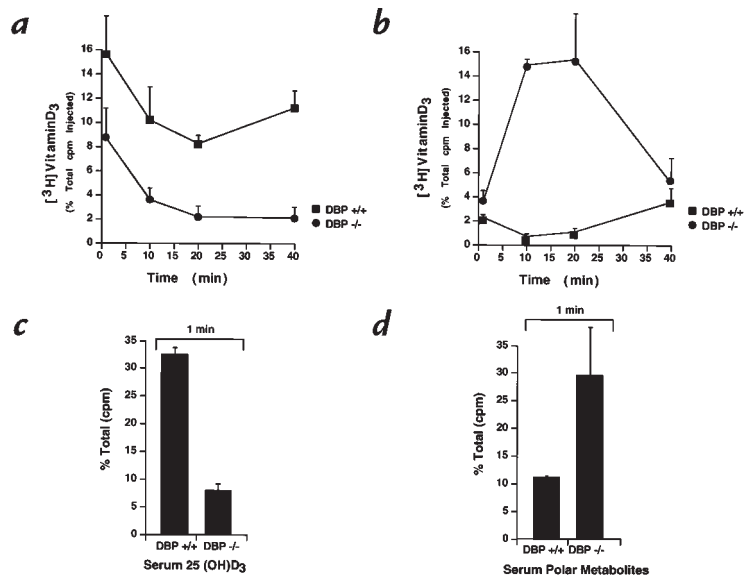 a
[3H]VitaminD3
(% Total cpm Injected)
16
14
12
10
8
6
4
2
0
0 5 10 15 20 25 30 35 40
Time (min)
DBP +/+
DBP -/-
b
[3H]VitaminD3
(% Total cpm Injected)
16
14
12
10
8
6
4
2
0
0 5 10 15 20 25 30 35 40
Time (min)
DBP +/+
DBP -/-
c
1 min
% Total (cpm)
35
30
25
20
15
10
5
0
DBP +/+ DBP -/-
Serum 25 (OH)D3
d
1 min
% Total (cpm)
35
30
25
20
15
10
5
0
DBP +/+ DBP -/-
Serum Polar Metabolites